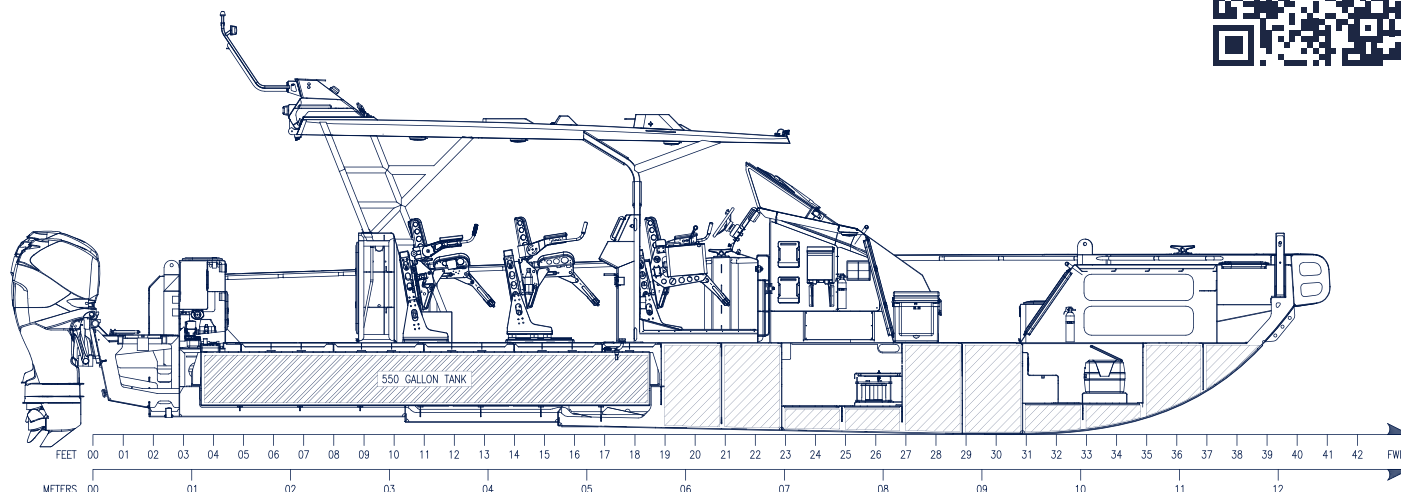 550 GALLON TANK
FEET 00 01 02 03 04 05 06 07 08 09 10 11 12 13 14 15 16 17 18 19 20 21 22 23 24 25 26 27 28 29 30 31 32 33 34 35 36 37 38 39 40 41 42
METERS 00 01 02 03 04 05 06 07 08 09 10 11 12